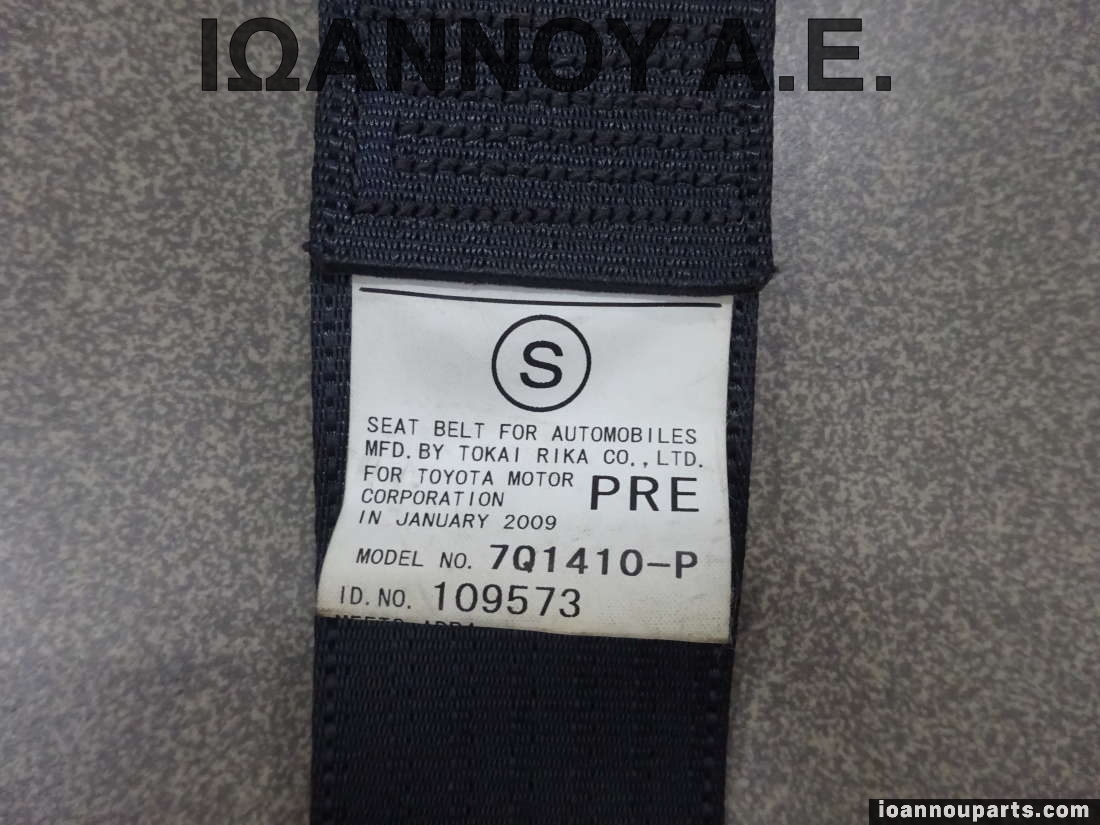 ΙΩΑΝΝΟΥ Α.Ε.
S
SEAT BELT FOR AUTOMOBILES
MFD. BY TOKAI RIKA CO., LTD.
FOR TOYOTA MOTOR
CORPORATION
PRE
IN JANUARY 2009
MODEL NO. 7Q1410-P
ID. NO. 109573
ioannouparts.com